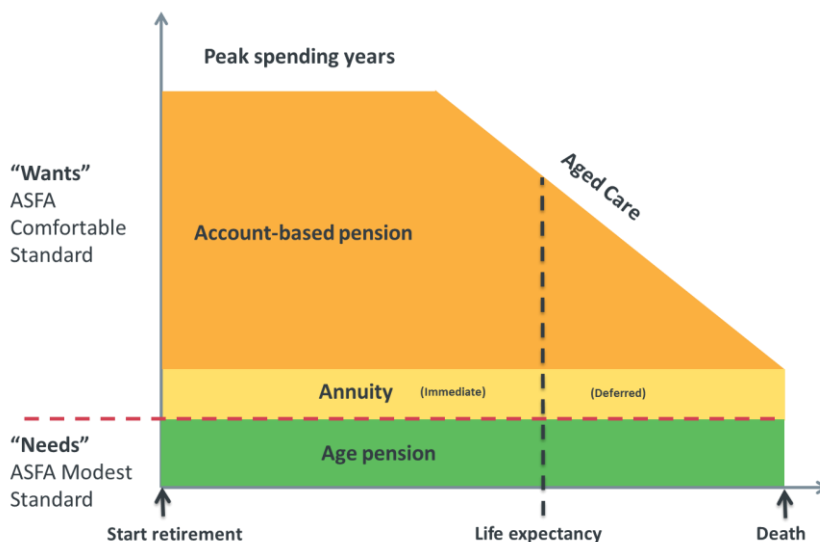 Peak spending years
"Wants"
ASFA
Comfortable
Standard
Account-based pension
Aged Care
Annuity (Immediate) (Deferred)
"Needs"
ASFA Modest
Standard
Age pension
Start retirement Life expectancy Death